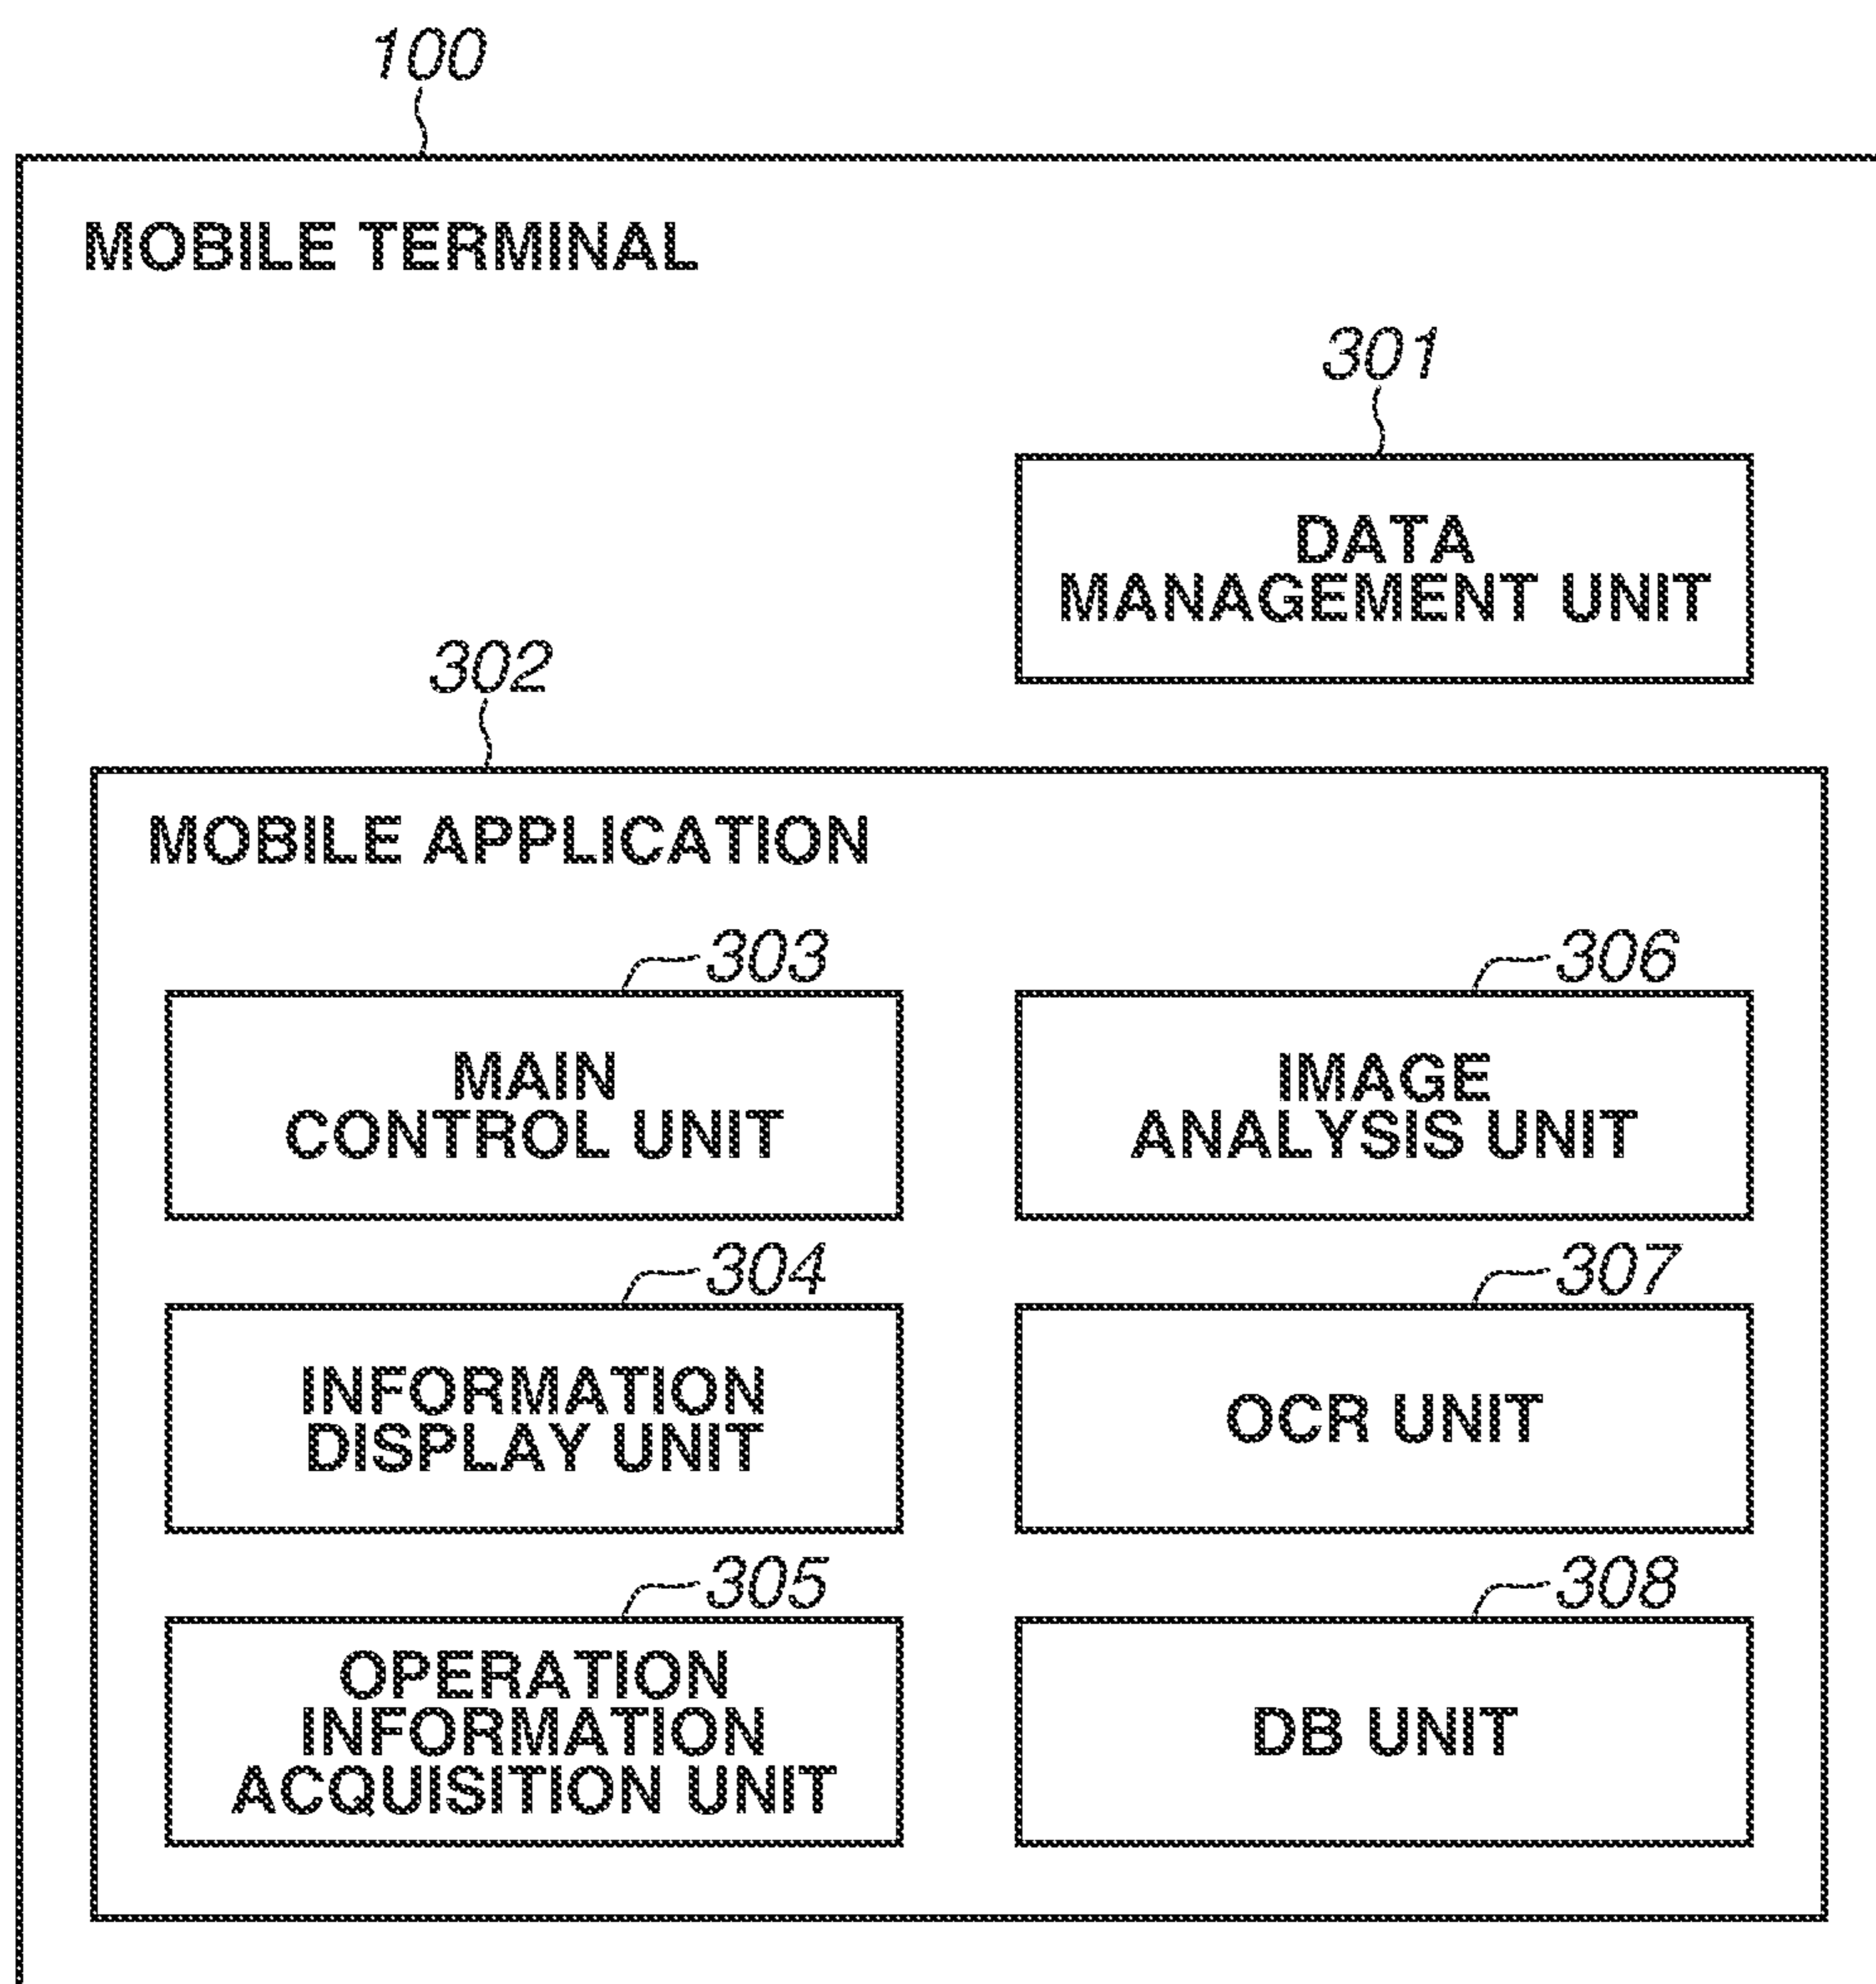 100
MOBILE TERMINAL
301
DATA
MANAGEMENT UNIT
302
MOBILE APPLICATION
303
MAIN
CONTROL UNIT
306
IMAGE
ANALYSIS UNIT
304
INFORMATION
DISPLAY UNIT
307
OCR UNIT
305
OPERATION
INFORMATION
ACQUISITION UNIT
308
DB UNIT